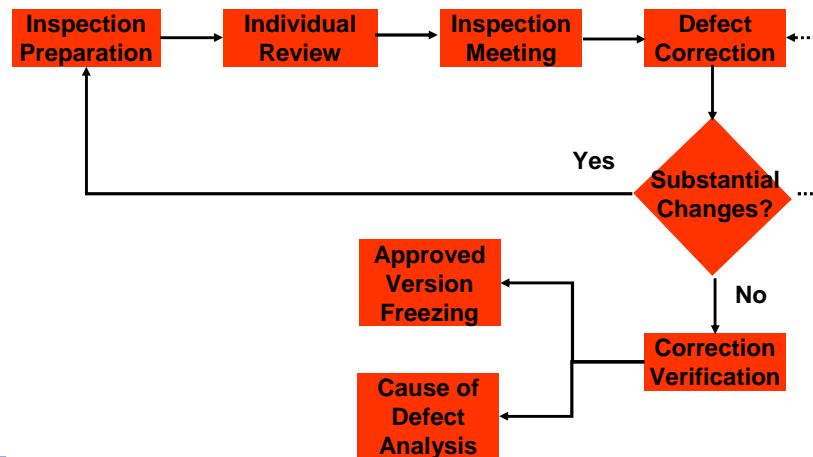 Inspection
Preparation
Individual
Review
Inspection
Meeting
Defect
Correction
Yes
Substantial
Changes?
Approved
Version
Freezing
No
Correction
Verification
Cause of
Defect
Analysis